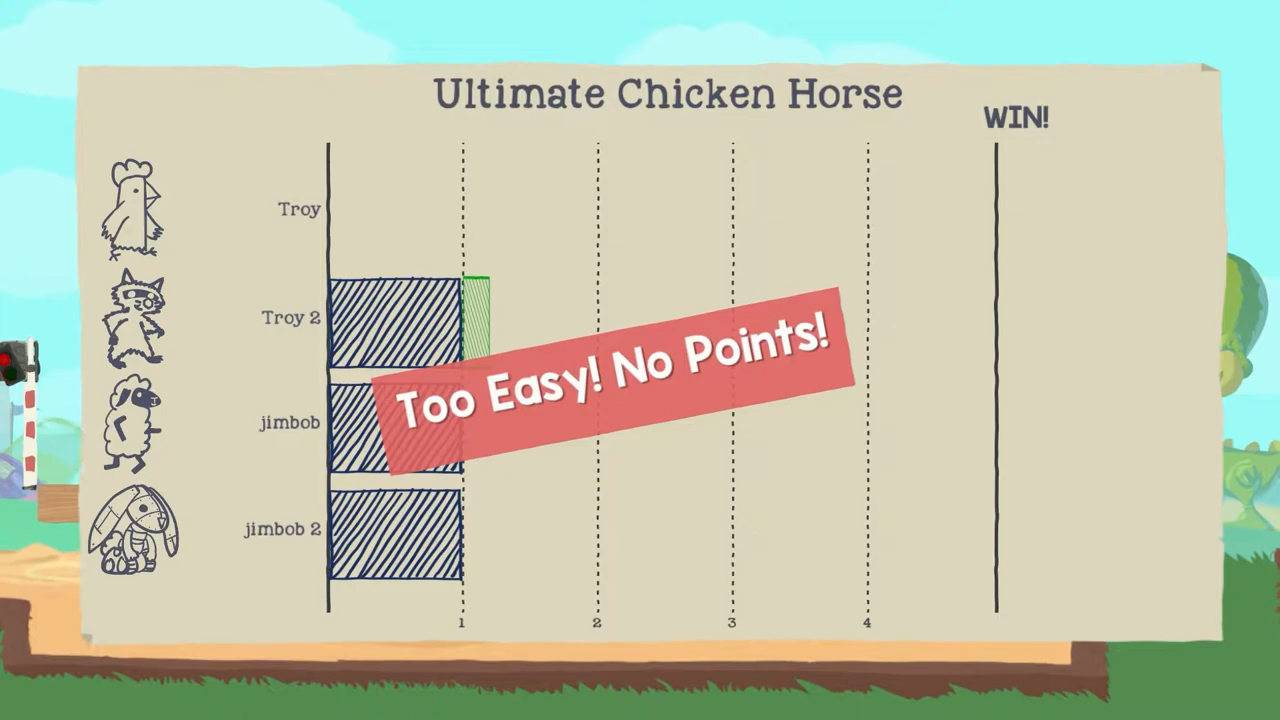 Ultimate Chicken Horse
WIN!
Troy
Troy 2
Too Easy! No Points!
jimbob
jimbob 2
1 2 3 4